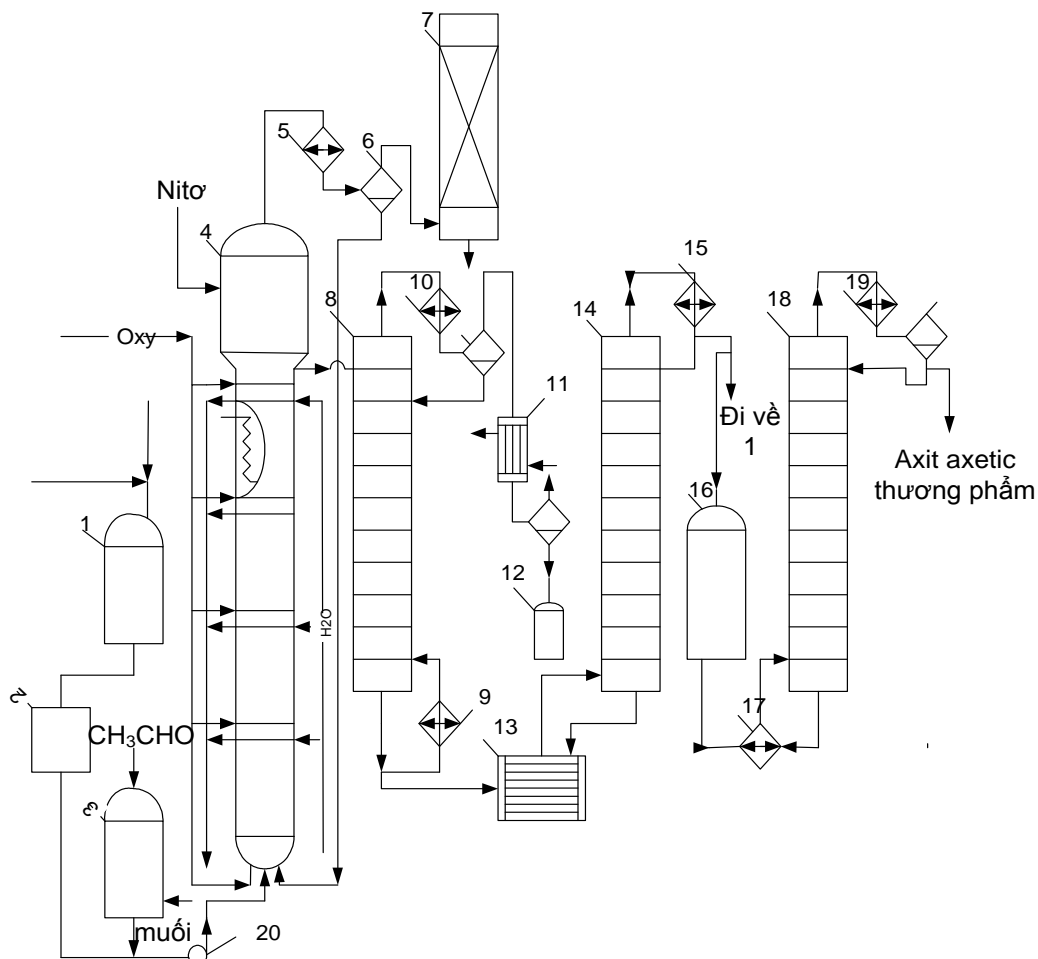 7
5
6
Nitơ
4
15
8
10
14
19
18
Oxy
11
Đi về
1
Axit axetic
thương phẩm
16
1
12
H2O
2
9
17
13
CH₃CHO
3
muối
20